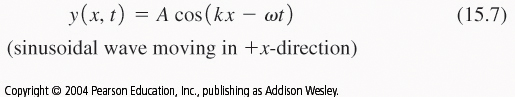 y(x, t) = A cos(kx − ωt) (15.7)
(sinusoidal wave moving in +x-direction)
Copyright © 2004 Pearson Education, Inc., publishing as Addison Wesley.